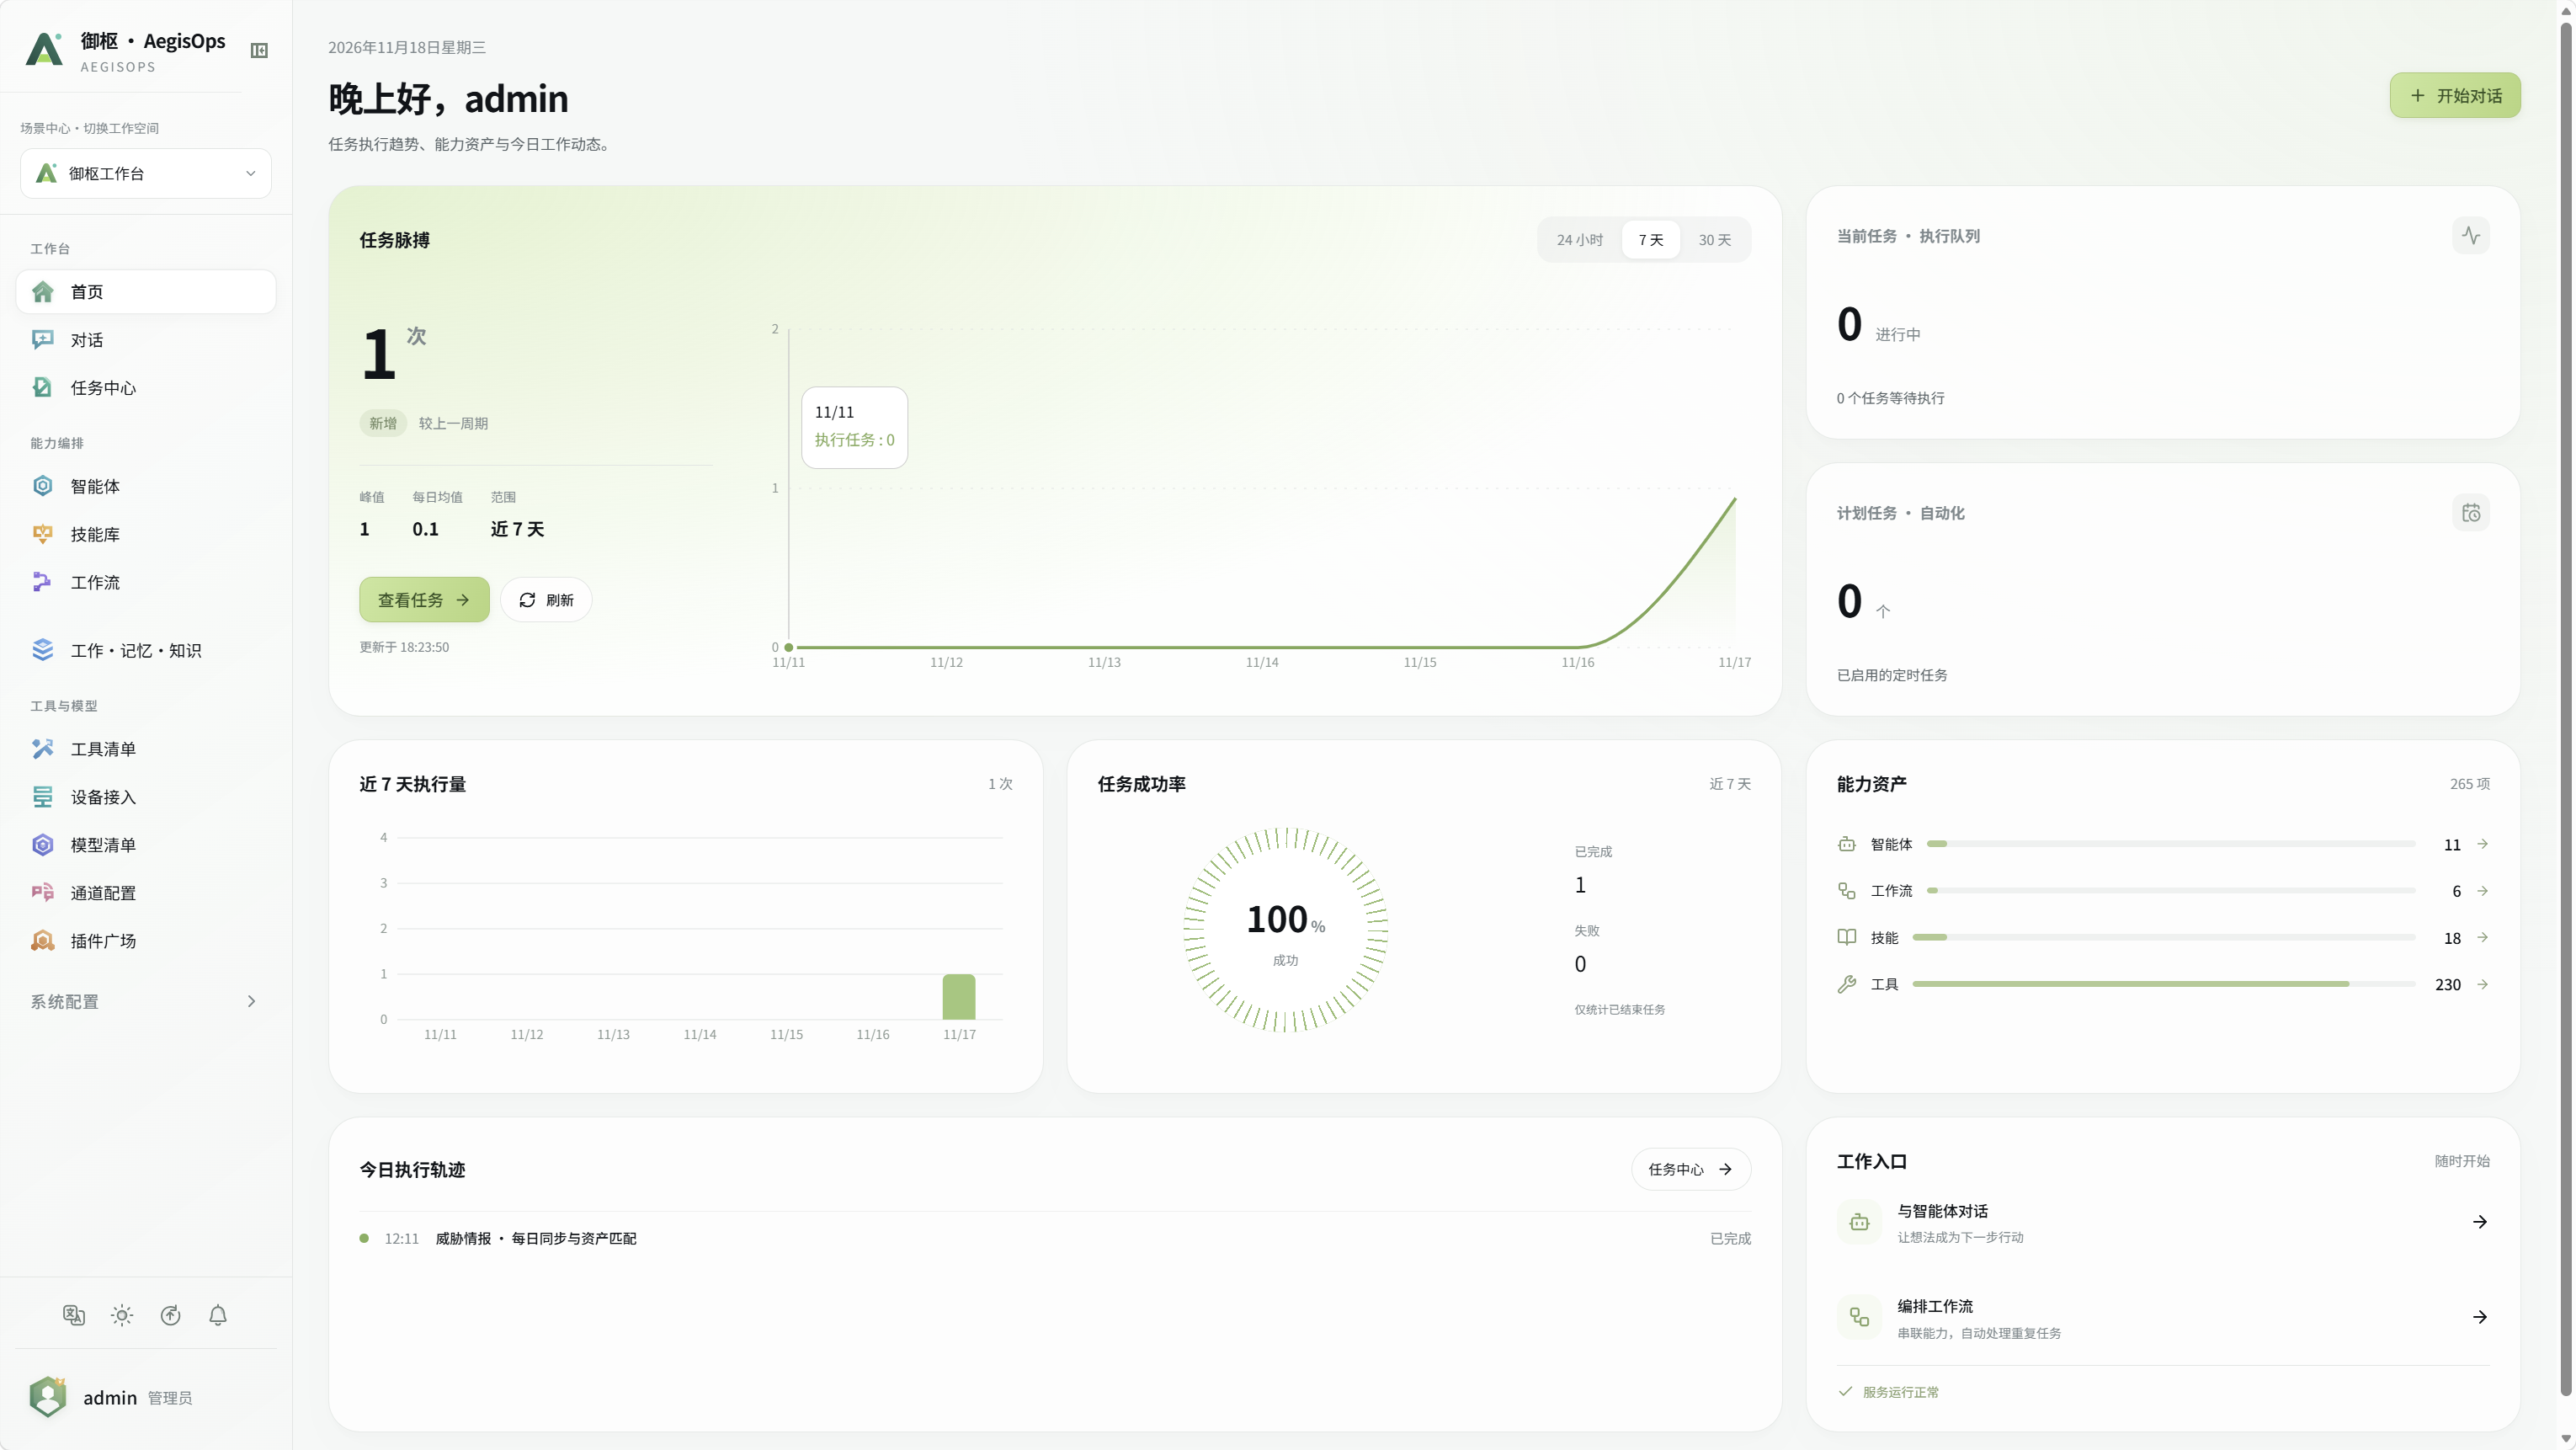 御枢 · AegisOps
AEGISOPS
场景中心 · 切换工作空间
御枢工作台
工作台
首页
对话
任务中心
能力编排
智能体
技能库
工作流
工作 · 记忆 · 知识
工具与模型
工具清单
设备接入
模型清单
通道配置
插件广场
系统配置
admin 管理员
2026年11月18日星期三
晚上好，admin
任务执行趋势、能力资产与今日工作动态。
开始对话
任务脉搏
24 小时 7 天 30 天
1 次
新增 较上一周期
峰值 每日均值 范围
1 0.1 近 7 天
查看任务 刷新
更新于 18:23:50
2
1
0
11/11
执行任务 : 0
11/11 11/12 11/13 11/14 11/15 11/16 11/17
当前任务 · 执行队列
0 进行中
0 个任务等待执行
计划任务 · 自动化
0 个
已启用的定时任务
近 7 天执行量 1 次
4
3
2
1
0
11/11 11/12 11/13 11/14 11/15 11/16 11/17
任务成功率 近 7 天
100%
成功
已完成
1
失败
0
仅统计已结束任务
能力资产 265 项
智能体 11
工作流 6
技能 18
工具 230
今日执行轨迹 任务中心
12:11 威胁情报 · 每日同步与资产匹配 已完成
工作入口 随时开始
与智能体对话
让想法成为下一步行动
编排工作流
串联能力，自动处理重复任务
服务运行正常